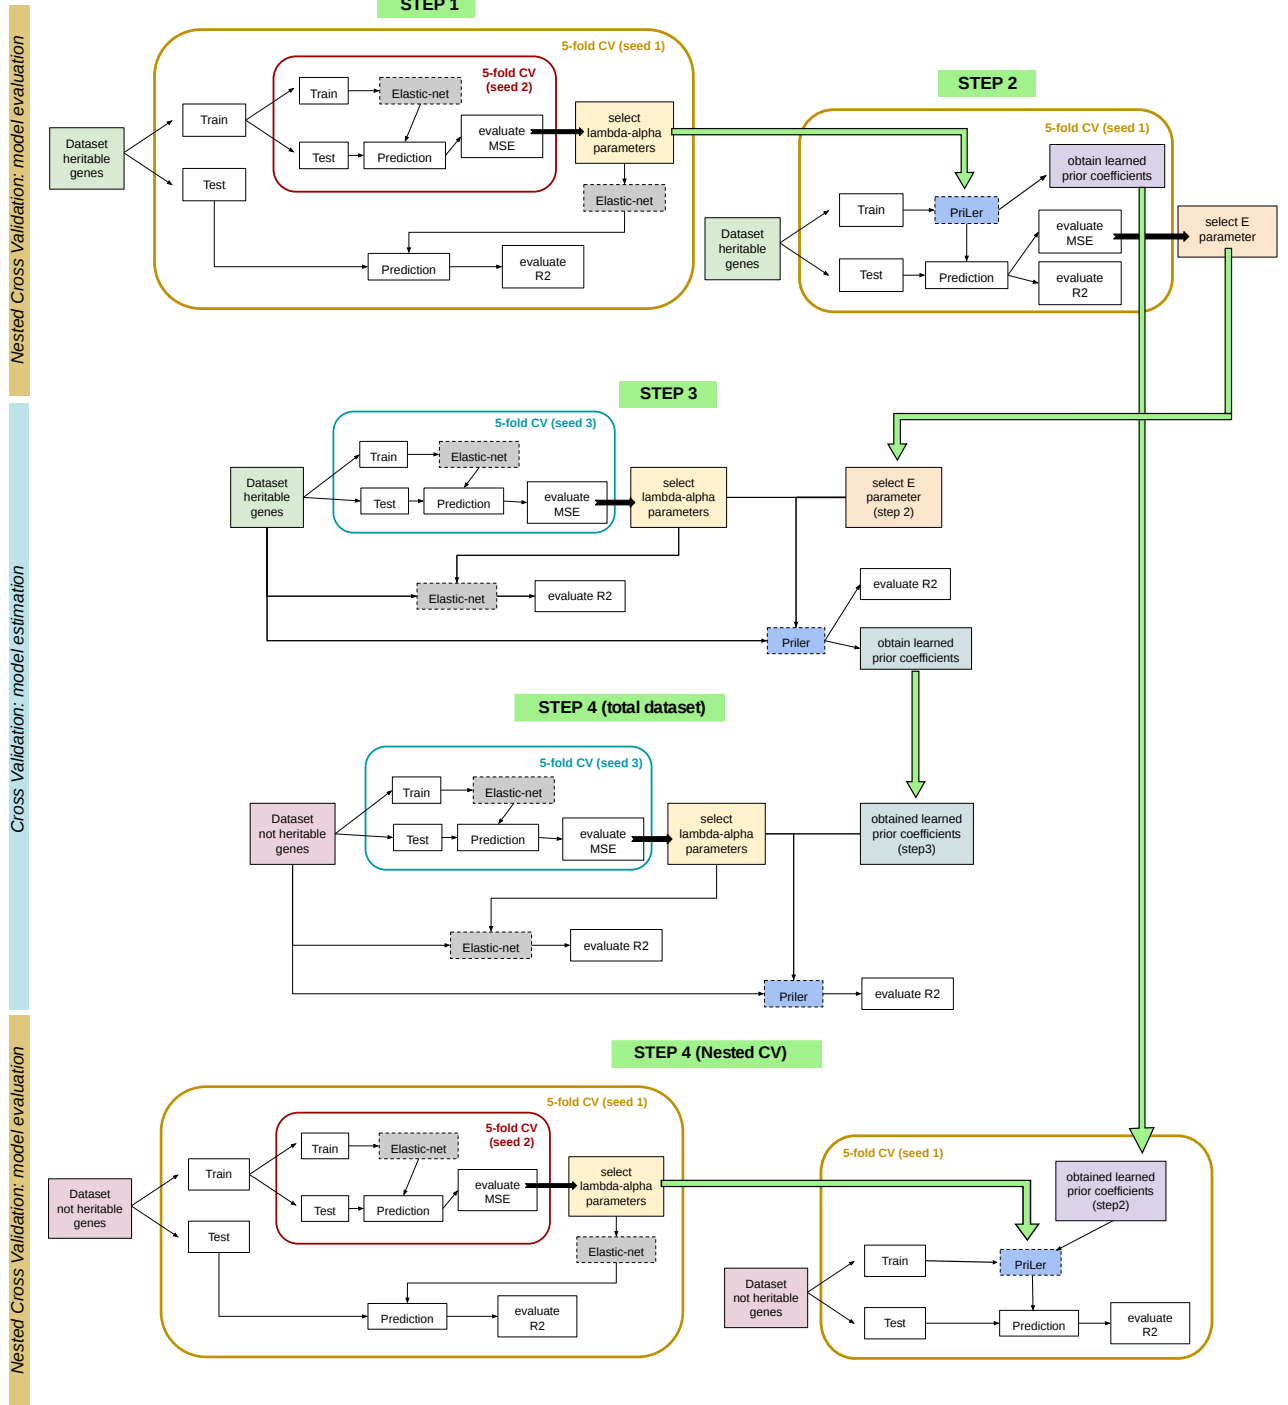 Nested Cross Validation: model evaluation
STEP 1
5-fold CV (seed 1)
5-fold CV
(seed 2)
Dataset
heritable
genes
Train
Test
Train
Elastic-net
Test
Prediction
evaluate
MSE
select
lambda-alpha
parameters
Elastic-net
Prediction
evaluate
R2
STEP 2
5-fold CV (seed 1)
obtain learned
prior coefficients
Dataset
heritable
genes
Train
PriLer
evaluate
MSE
select E
parameter
Test
Prediction
evaluate
R2
Cross Validation: model estimation
STEP 3
5-fold CV (seed 3)
Dataset
heritable
genes
Train
Elastic-net
Test
Prediction
evaluate
MSE
select
lambda-alpha
parameters
select E
parameter
(step 2)
Elastic-net
evaluate R2
evaluate R2
Priler
obtain learned
prior coefficients
STEP 4 (total dataset)
5-fold CV (seed 3)
Dataset
not heritable
genes
Train
Elastic-net
Test
Prediction
evaluate
MSE
select
lambda-alpha
parameters
obtained learned
prior coefficients
(step3)
Elastic-net
evaluate R2
Priler
evaluate R2
Nested Cross Validation: model evaluation
STEP 4 (Nested CV)
5-fold CV (seed 1)
5-fold CV
(seed 2)
Dataset
not heritable
genes
Train
Test
Train
Elastic-net
Test
Prediction
evaluate
MSE
select
lambda-alpha
parameters
Elastic-net
Prediction
evaluate
R2
5-fold CV (seed 1)
obtained learned
prior coefficients
(step2)
Dataset
not heritable
genes
Train
PriLer
Test
Prediction
evaluate
R2